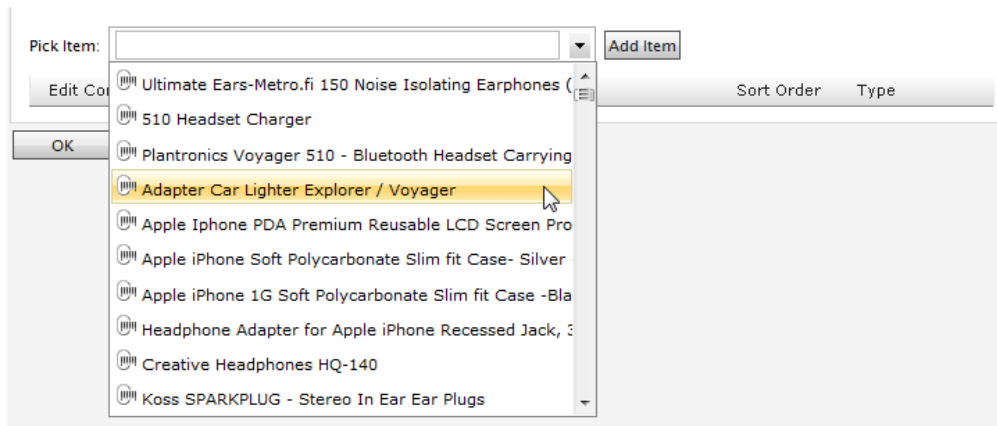 Pick Item:
Add Item
Ultimate Ears-Metro.fi 150 Noise Isolating Earphones (
Edit Co
Sort Order
Type
510 Headset Charger
OK
Plantronics Voyager 510 - Bluetooth Headset Carrying
Adapter Car Lighter Explorer / Voyager
Apple Iphone PDA Premium Reusable LCD Screen Pro
Apple iPhone Soft Polycarbonate Slim fit Case- Silver
Apple iPhone 1G Soft Polycarbonate Slim fit Case -Bla
Headphone Adapter for Apple iPhone Recessed Jack,
Creative Headphones HQ-140
Koss SPARKPLUG - Stereo In Ear Ear Plugs